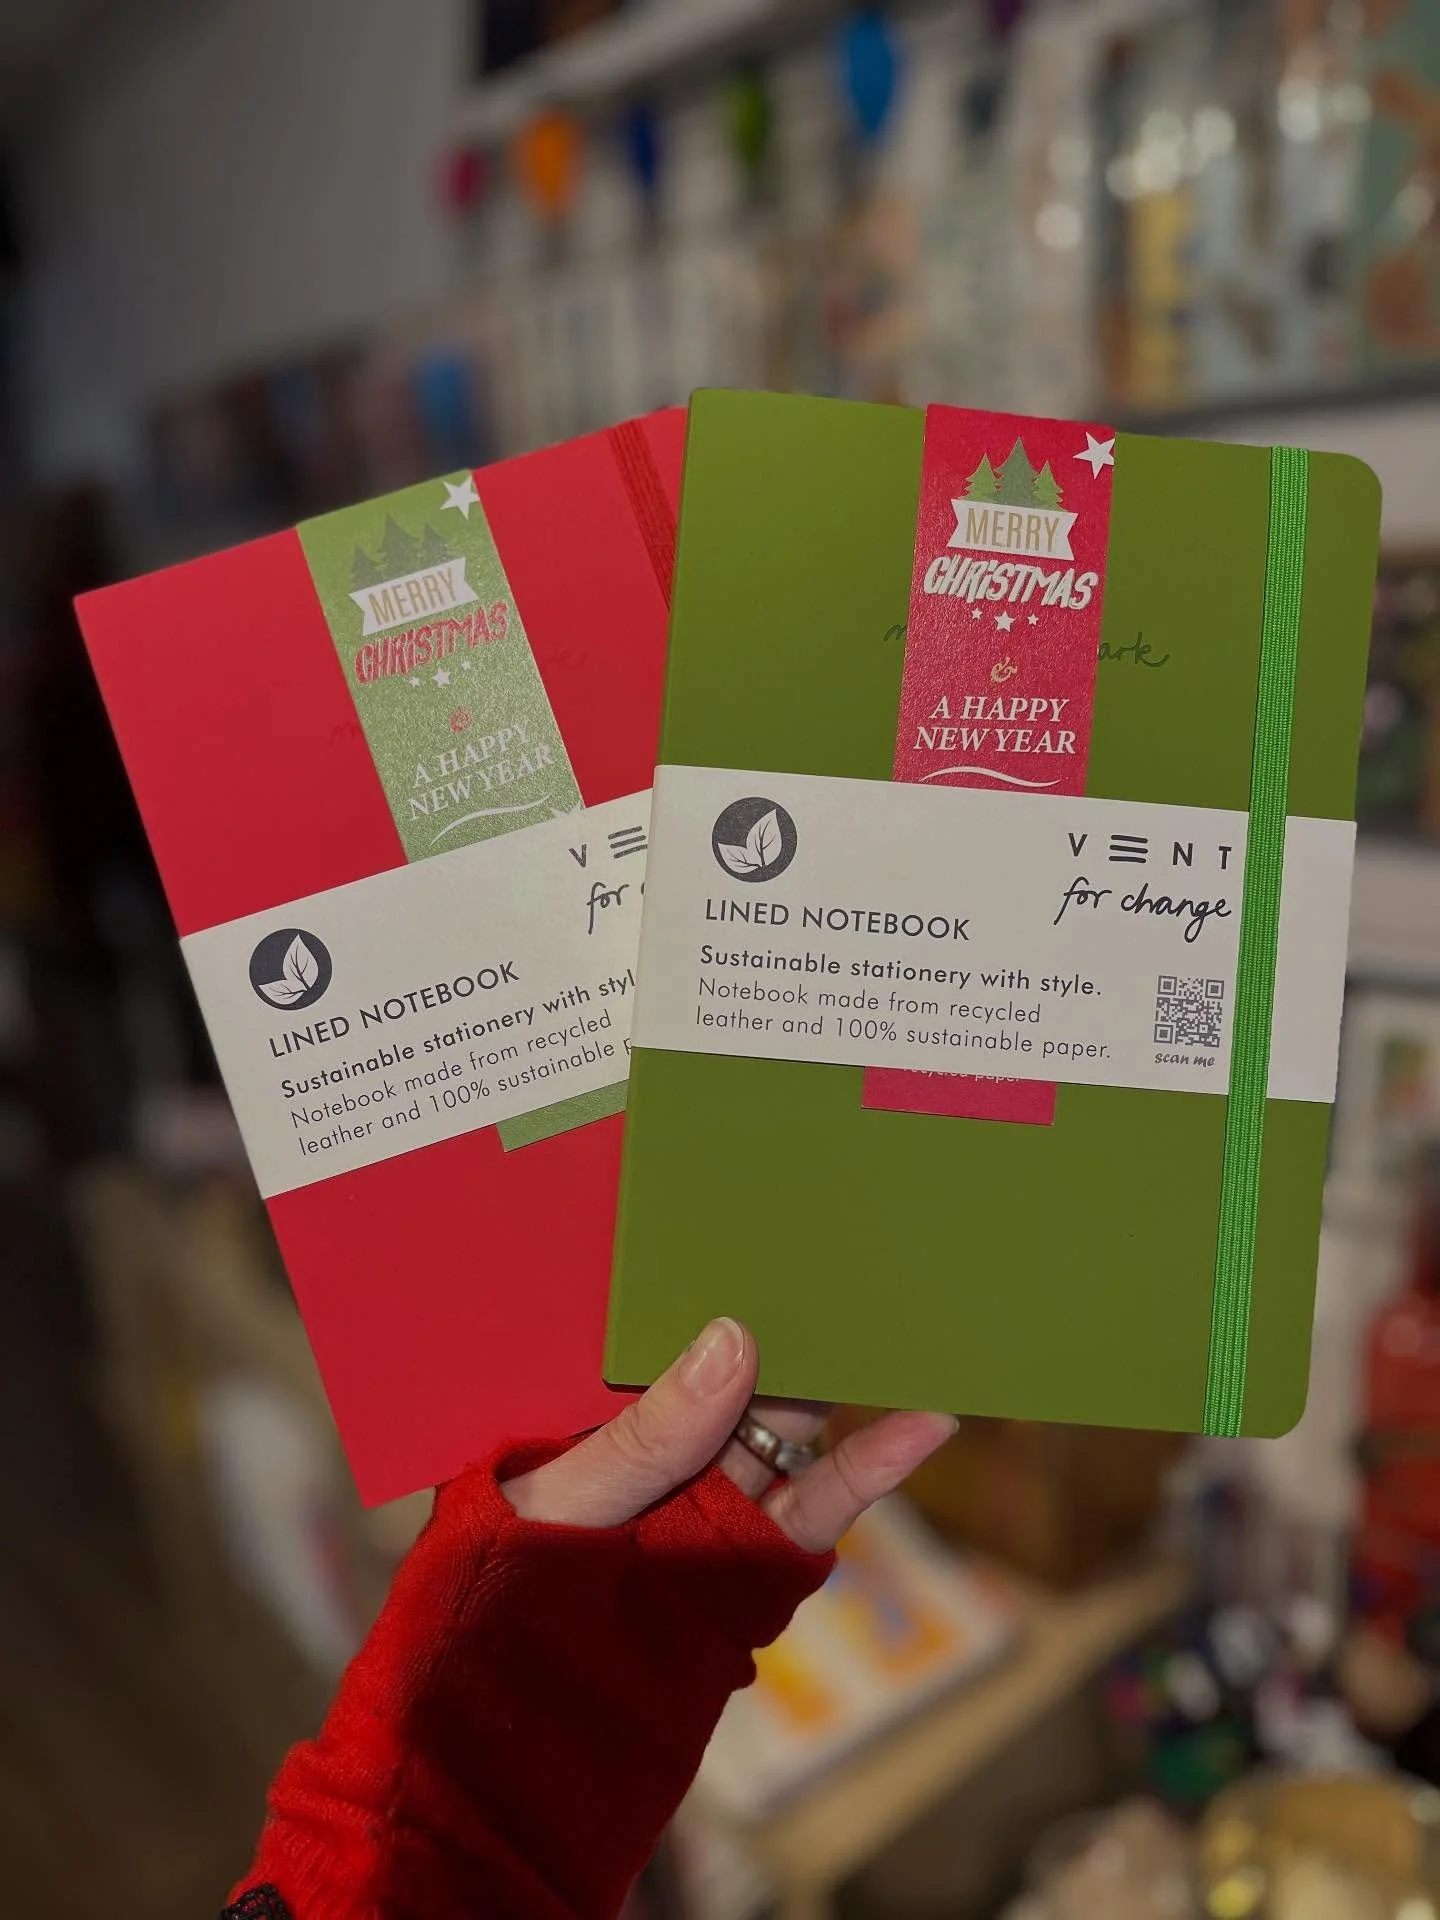 MERRY
CHRISTMAS
&
A HAPPY
NEW YEAR
V
for
LINED NOTEBOOK
Sustainable stationery with
Notebook made from recycled
leather and 100% sustainable
MERRY
CHRISTMAS
&
A HAPPY
NEW YEAR
V E N T
for change
LINED NOTEBOOK
Sustainable stationery with style.
Notebook made from recycled
leather and 100% sustainable paper.
scan me
recycled paper